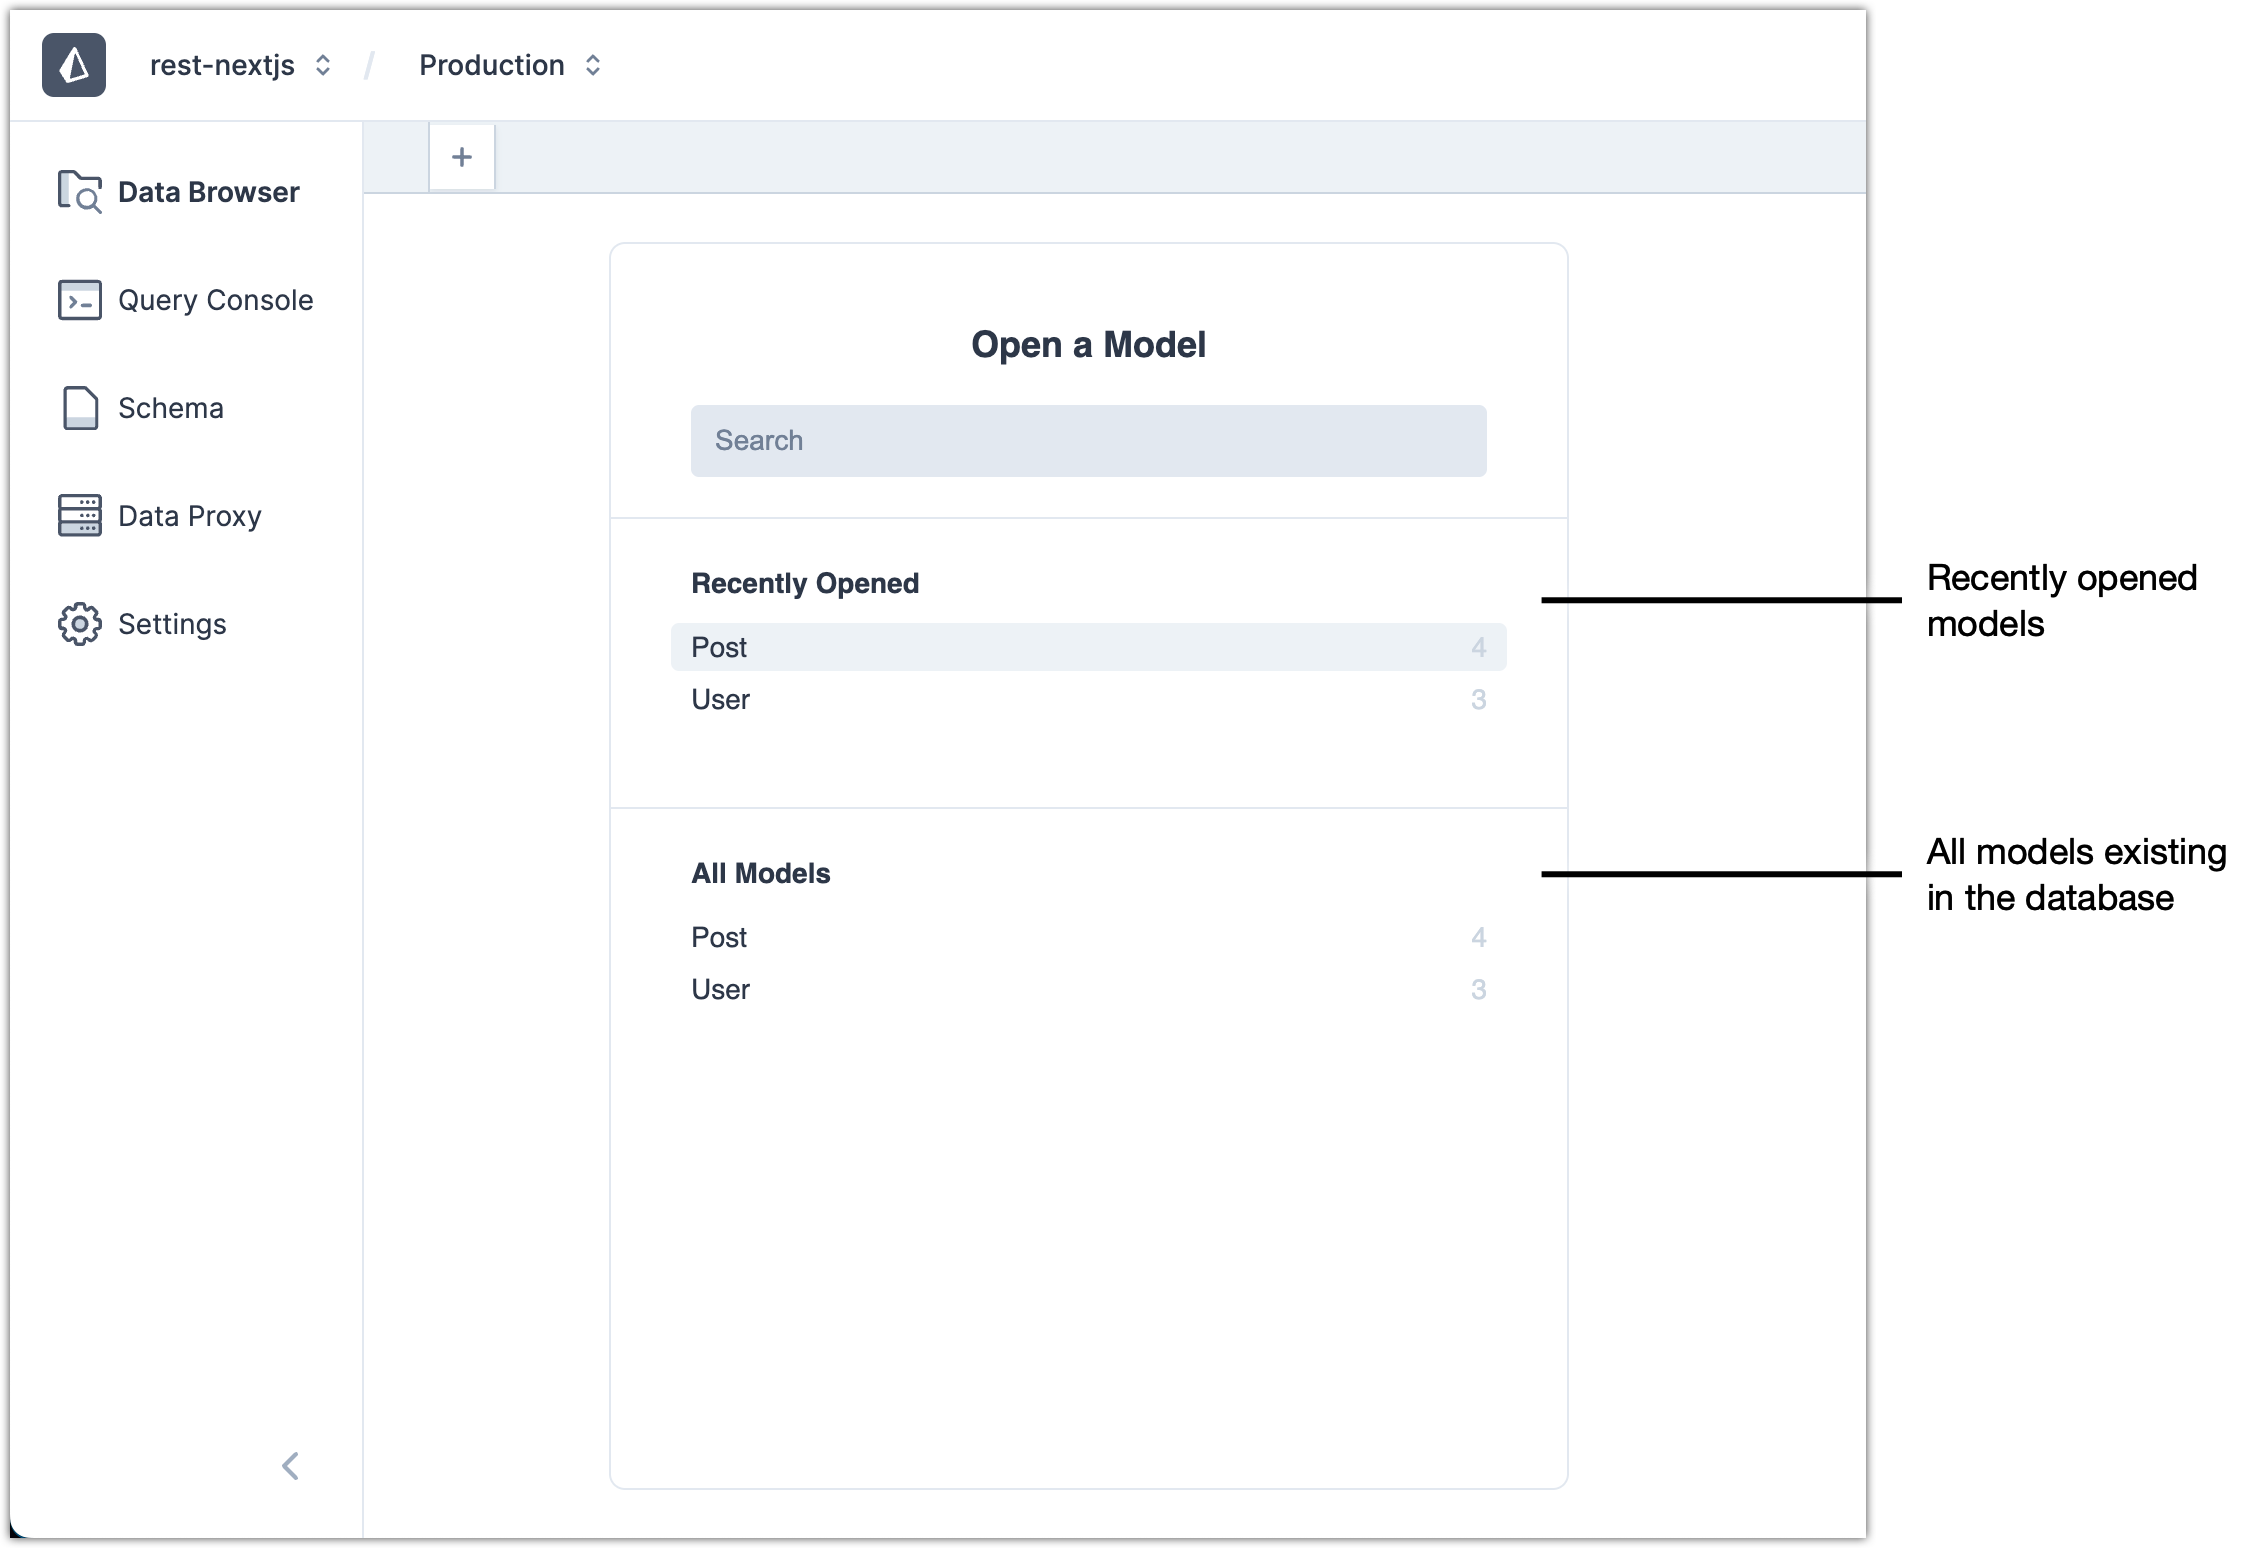 rest-nextjs / Production
Data Browser
Query Console
Schema
Data Proxy
Settings
+
Open a Model
Search
Recently Opened
Post 4
User 3
All Models
Post 4
User 3
Recently opened
models
All models existing
in the database